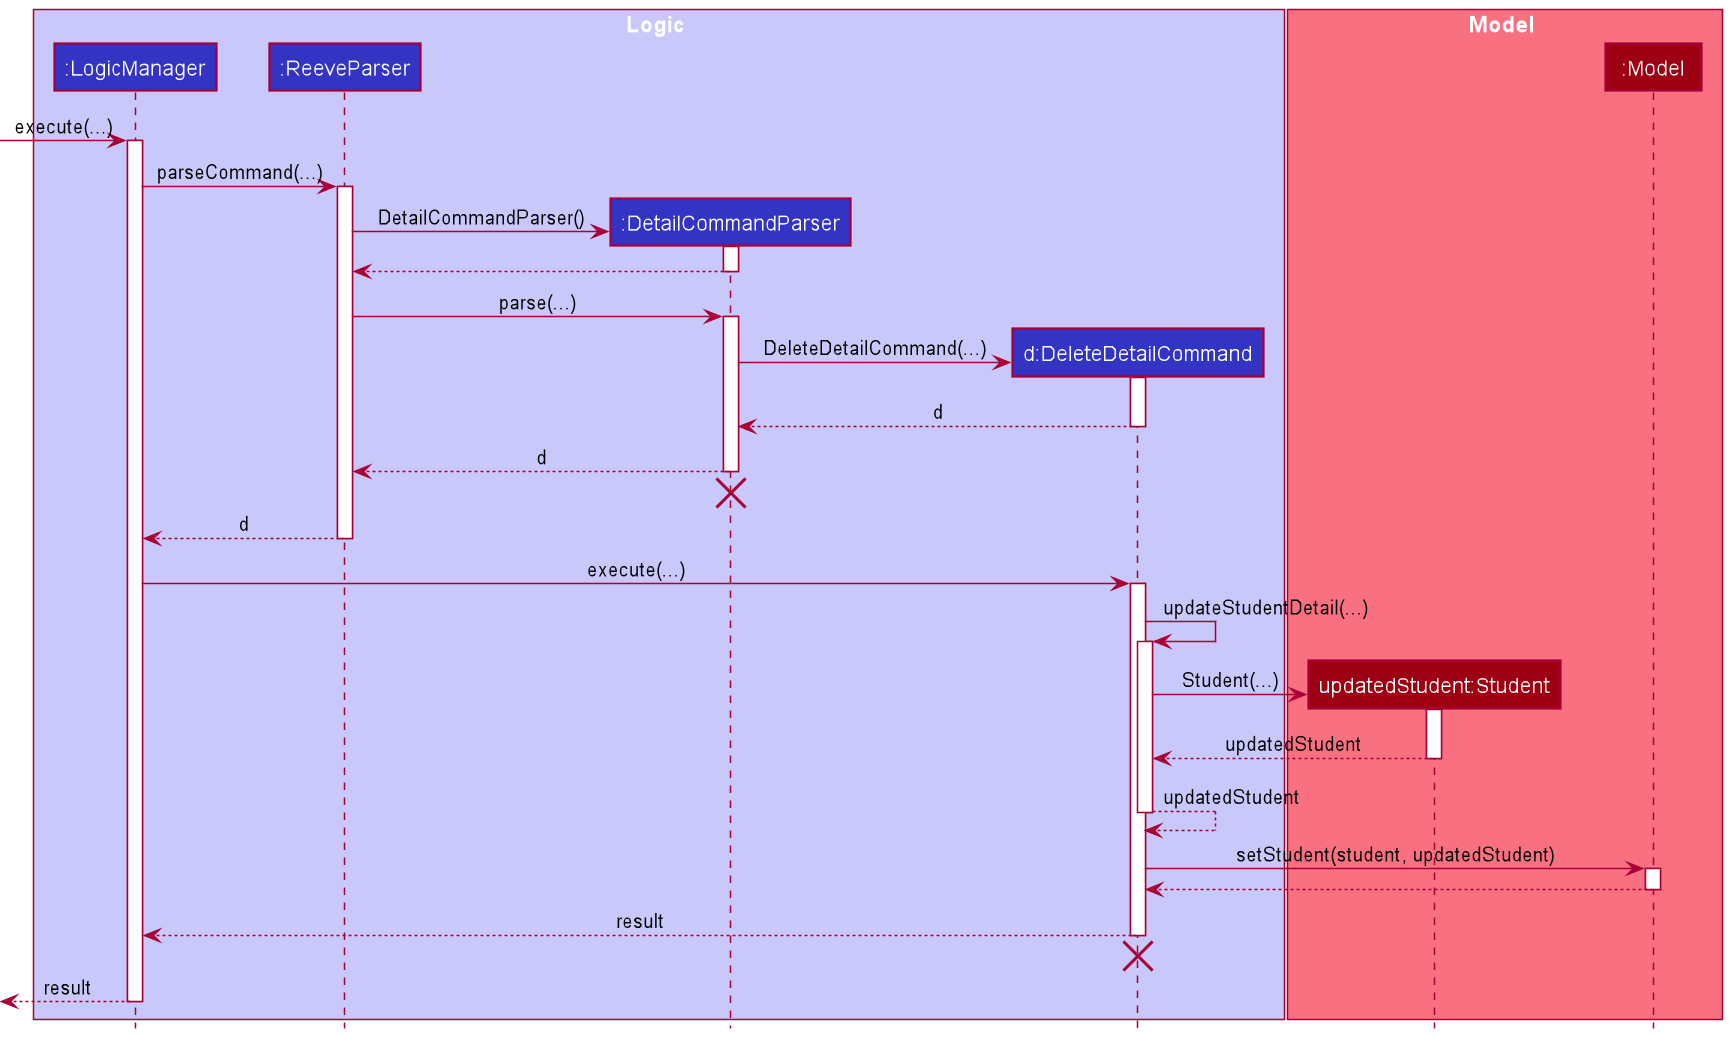 Logic
Model
:LogicManager
:ReeveParser
:Model
execute(...)
parseCommand(...)
DetailCommandParser()
:DetailCommandParser
parse(...)
DeleteDetailCommand(...)
d:DeleteDetailCommand
d
d
d
execute(...)
updateStudentDetail(...)
Student(...)
updatedStudent:Student
updatedStudent
updatedStudent
setStudent(student, updatedStudent)
result
result